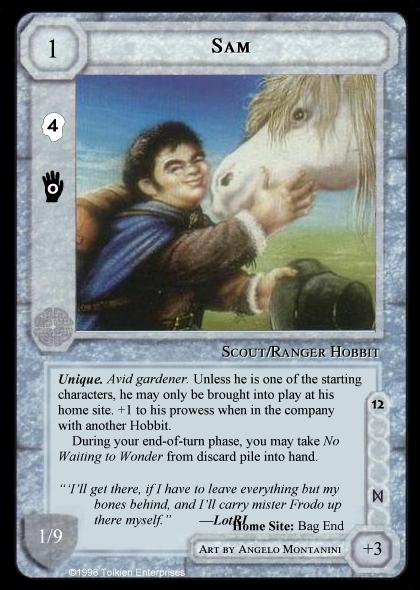 1
SAM
4
0
SCOUT/RANGER HOBBIT
Unique. Avid gardener. Unless he is one of the starting
characters, he may only be brought into play at his
home site. +1 to his prowess when in the company
with another Hobbit.
During your end-of-turn phase, you may take No
Waiting to Wonder from discard pile into hand.
12
“‘I’ll get there, if I have to leave everything but my
bones behind, and I’ll carry mister Frodo up
there myself.” —LotRI
Home Site: Bag End
1/9
ART BY ANGELO MONTANINI
+3
©1998 Tolkien Enterprises